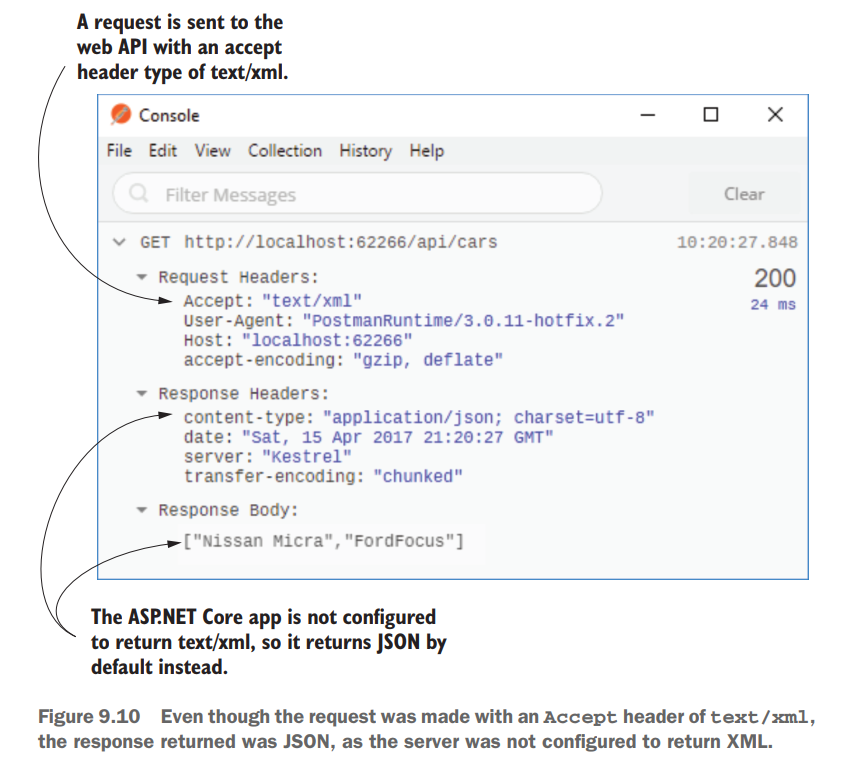 A request is sent to the
web API with an accept
header type of text/xml.
Console
File Edit View Collection History Help
Filter Messages
Clear
GET http://localhost:62266/api/cars 10:20:27.848
Request Headers: 200
Accept: "text/xml" 24 ms
User-Agent: "PostmanRuntime/3.0.11-hotfix.2"
Host: "localhost:62266"
accept-encoding: "gzip, deflate"
Response Headers:
content-type: "application/json; charset=utf-8"
date: "Sat, 15 Apr 2017 21:20:27 GMT"
server: "Kestrel"
transfer-encoding: "chunked"
Response Body:
["Nissan Micra","FordFocus"]
The ASP.NET Core app is not configured
to return text/xml, so it returns JSON by
default instead.
Figure 9.10 Even though the request was made with an Accept header of text/xml,
the response returned was JSON, as the server was not configured to return XML.